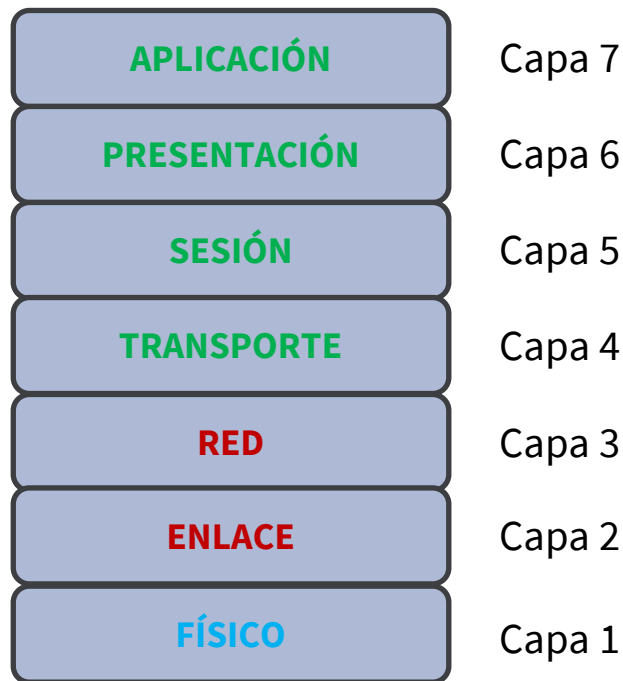 APLICACIÓN Capa 7
PRESENTACIÓN Capa 6
SESIÓN Capa 5
TRANSPORTE Capa 4
RED Capa 3
ENLACE Capa 2
FÍSICO Capa 1